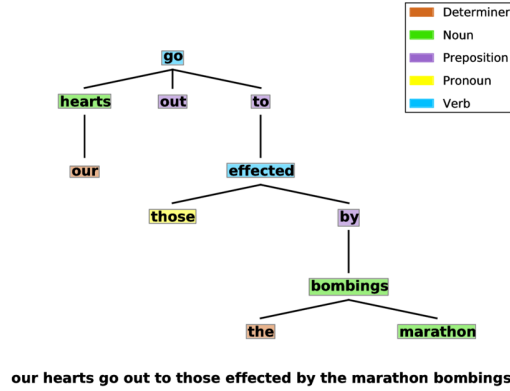 Determiner
Noun
Preposition
Pronoun
Verb
go
hearts out to
our effected
those by
bombings
the marathon
our hearts go out to those effected by the marathon bombings